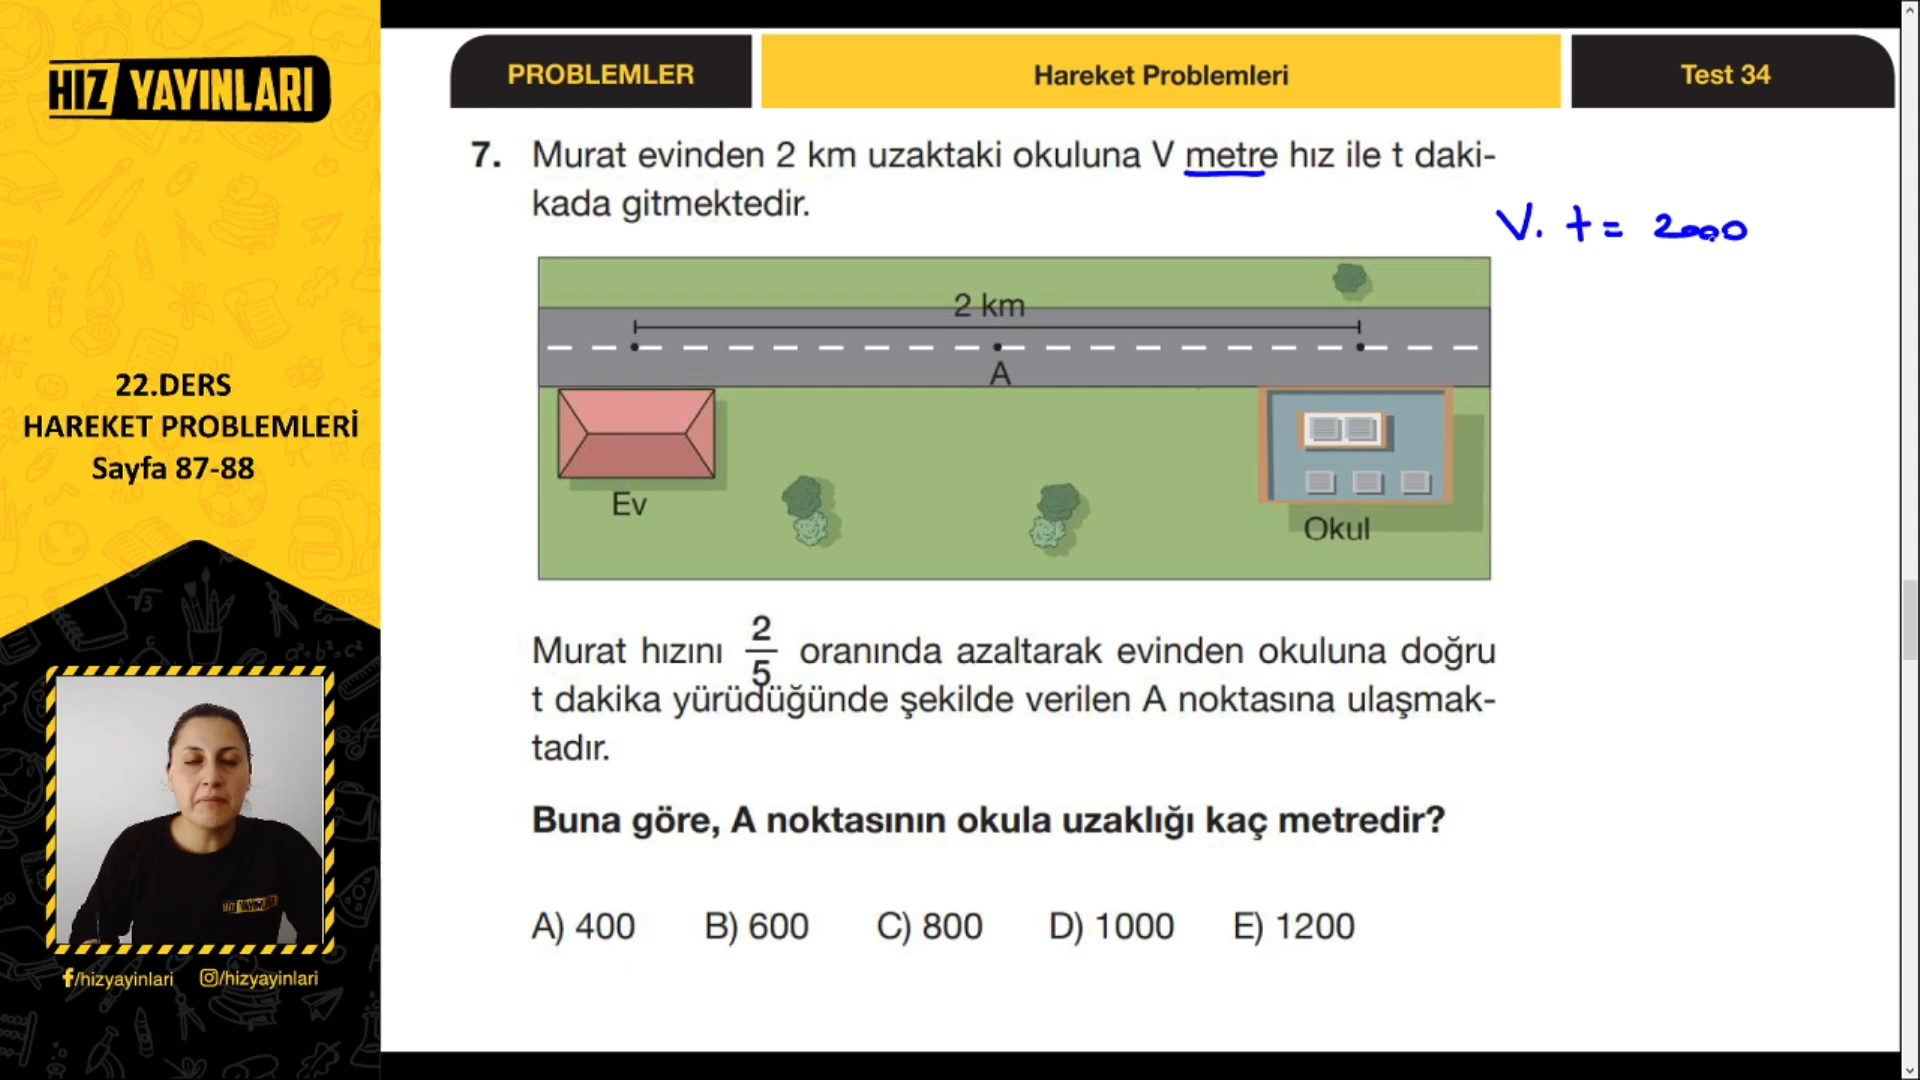 HIZ YAYINLARI
22.DERS
HAREKET PROBLEMLERİ
Sayfa 87-88
/hizyayinlari /hizyayinlari
PROBLEMLER
Hareket Problemleri
Test 34
7. Murat evinden 2 km uzaktaki okuluna V metre hız ile t daki-
kada gitmektedir.
V. t = 2000
2 km
A
Ev
Okul
Murat hızını 2/5 oranında azaltarak evinden okuluna doğru
t dakika yürüdüğünde şekilde verilen A noktasına ulaşmak-
tadır.
Buna göre, A noktasının okula uzaklığı kaç metredir?
A) 400 B) 600 C) 800 D) 1000 E) 1200